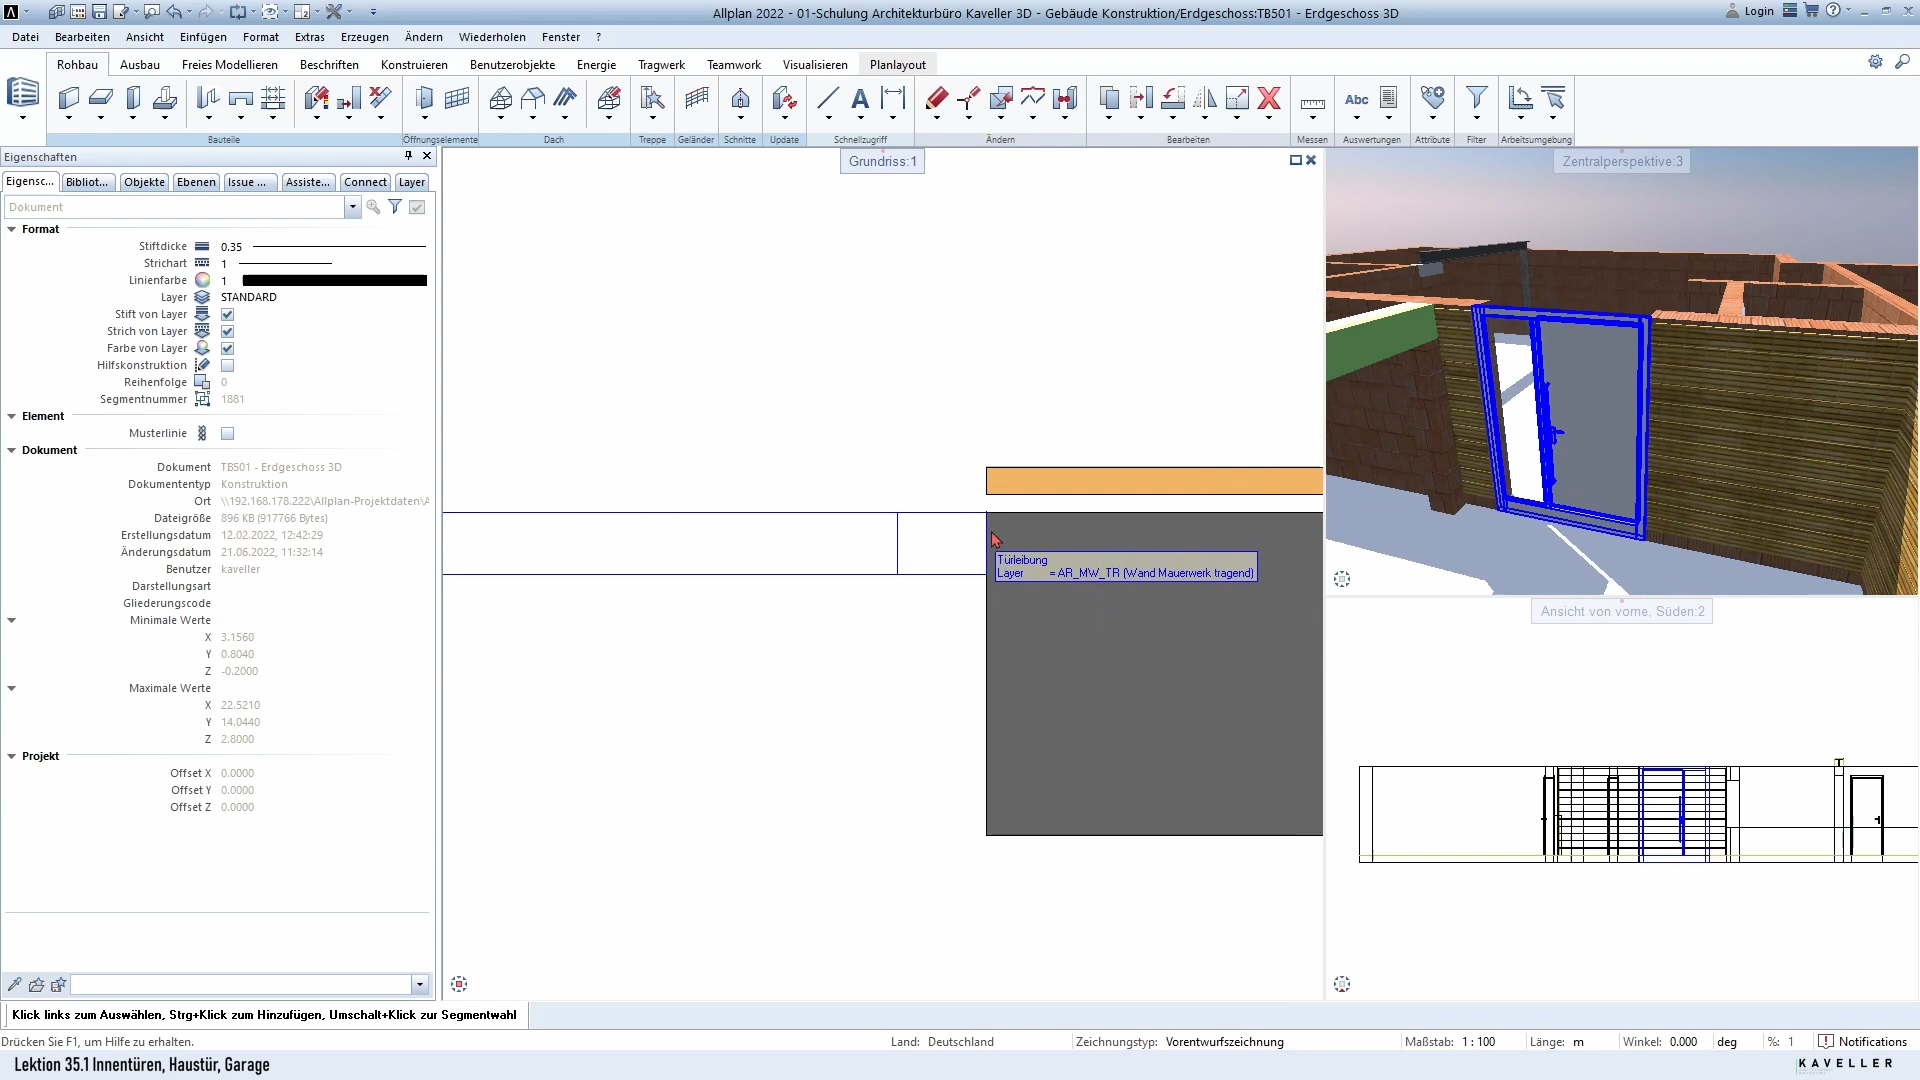 Allplan 2022 - 01-Schulung Architekturbüro Kaveller 3D - Gebäude Konstruktion/Erdgeschoss:TB501 - Erdgeschoss 3D
Login
Datei Bearbeiten Ansicht Einfügen Format Extras Erzeugen Ändern Wiederholen Fenster ?
Rohbau Ausbau Freies Modellieren Beschriften Konstruieren Benutzerobjekte Energie Tragwerk Teamwork Visualisieren Planlayout
Abc
Bauteile Öffnungselemente Dach Treppe Geländer Schnitte Update Schnellzugriff Ändern Bearbeiten Messen Auswertungen Attribute Filter Arbeitsumgebung
Eigenschaften
Eigensc... Bibliot... Objekte Ebenen Issue ... Assiste... Connect Layer
Dokument
Format
Stiftdicke 0.35
Strichart 1
Linienfarbe 1
Layer STANDARD
Stift von Layer
Strich von Layer
Farbe von Layer
Hilfskonstruktion
Reihenfolge 0
Segmentnummer 1881
Element
Musterlinie
Dokument
Dokument TB501 - Erdgeschoss 3D
Dokumententyp Konstruktion
Ort \\192.168.178.222\Allplan-Projektdaten\A
Dateigröße 896 KB (917766 Bytes)
Erstellungsdatum 12.02.2022, 12:42:29
Änderungsdatum 21.06.2022, 11:32:14
Benutzer kaveller
Darstellungsart
Gliederungscode
Minimale Werte
X 3.1560
Y 0.8040
Z -0.2000
Maximale Werte
X 22.5210
Y 14.0440
Z 2.8000
Projekt
Offset X 0.0000
Offset Y 0.0000
Offset Z 0.0000
Grundriss:1
Türleibung
Layer = AR_MW_TR (Wand Mauerwerk tragend)
Zentralperspektive:3
Ansicht von vorne, Süden:2
Klick links zum Auswählen, Strg+Klick zum Hinzufügen, Umschalt+Klick zur Segmentwahl
Drücken Sie F1, um Hilfe zu erhalten.
Land: Deutschland
Zeichnungstyp: Vorentwurfszeichnung
Maßstab: 1 : 100
Länge: m
Winkel: 0.000 deg
%: 1
Notifications
Lektion 35.1 Innentüren, Haustür, Garage
KAVELLER